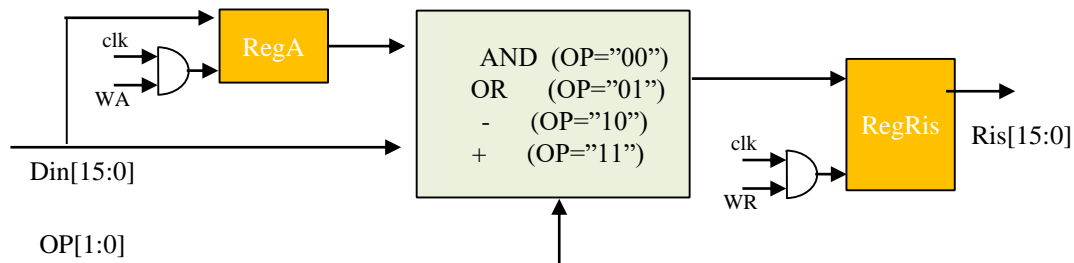 clk
WA
RegA
AND (OP=”00”)
OR (OP=”01”)
- (OP=”10”)
+ (OP=”11”)
RegRis
Ris[15:0]
clk
WR
Din[15:0]
OP[1:0]